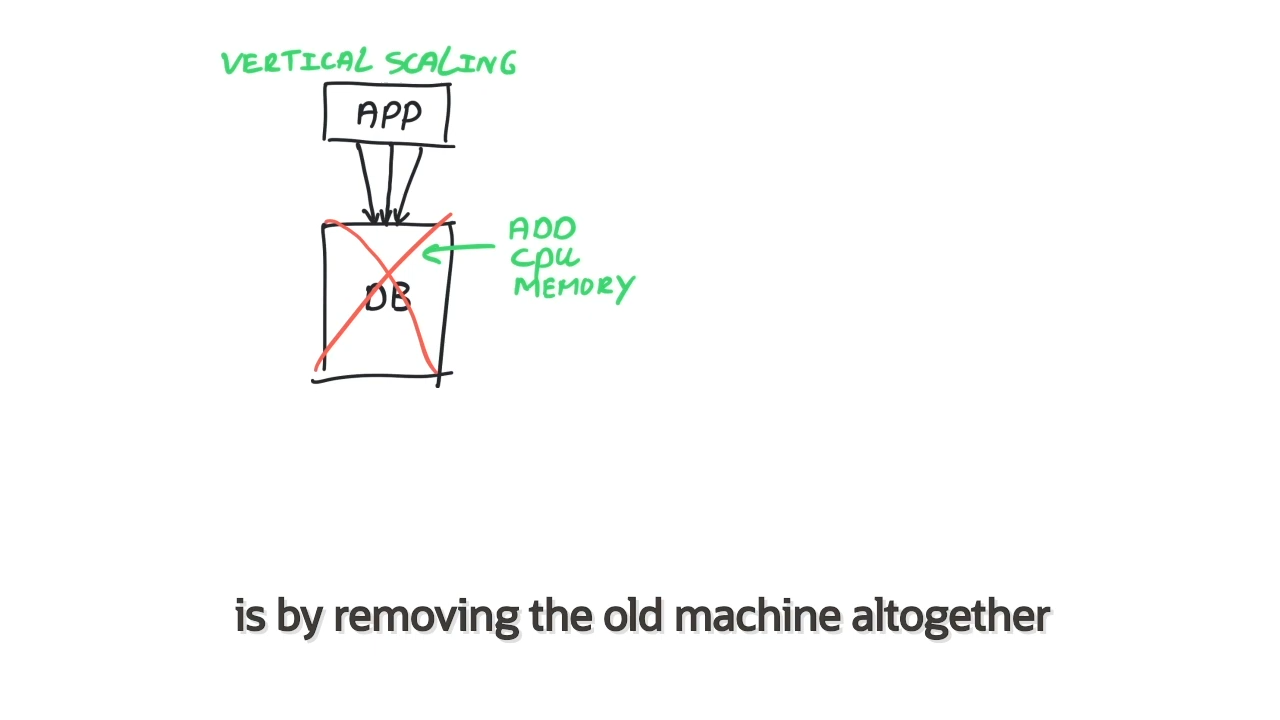 VERTICAL SCALING
APP
ADD
CPU
MEMORY
DB
is by removing the old machine altogether